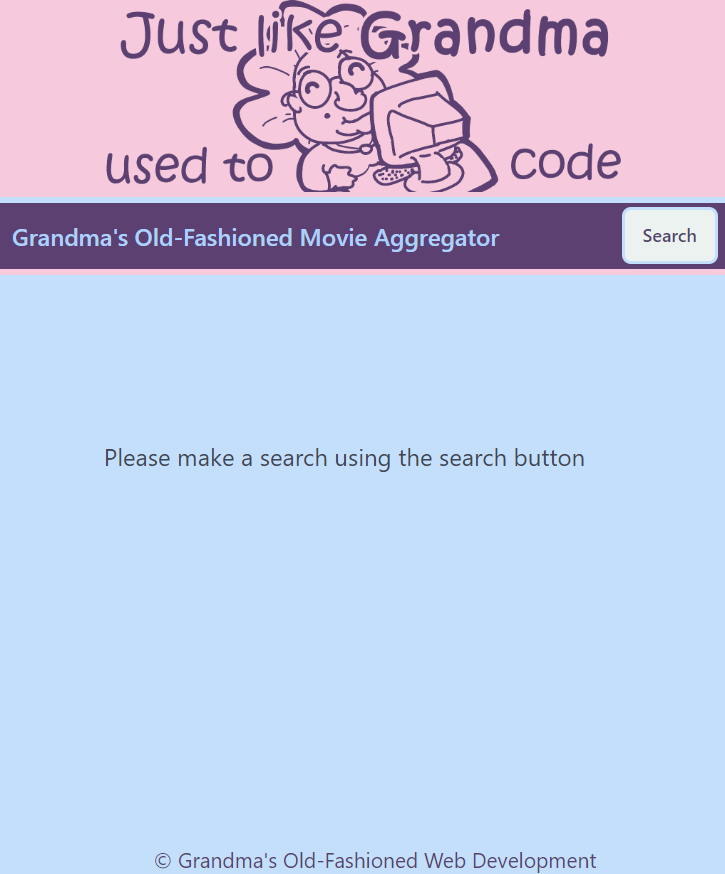 Just like Grandma
used to code
Grandma's Old-Fashioned Movie Aggregator
Search
Please make a search using the search button
© Grandma's Old-Fashioned Web Development